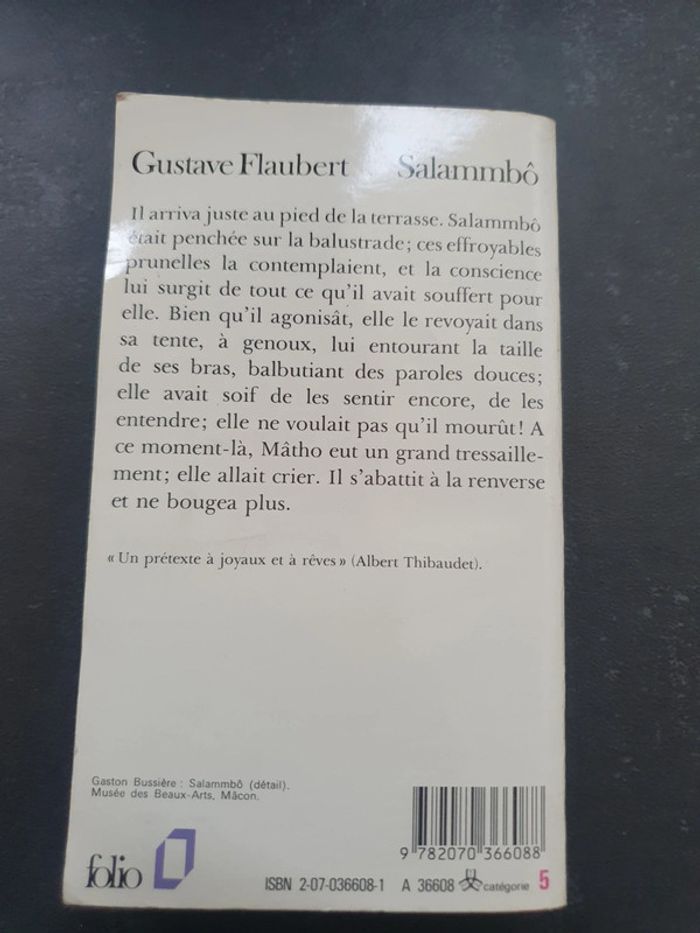 Gustave Flaubert Salammbô
Il arriva juste au pied de la terrasse. Salammbô
était penchée sur la balustrade; ces effroyables
prunelles la contemplaient, et la conscience
lui surgit de tout ce qu'il avait souffert pour
elle. Bien qu'il agonisât, elle le revoyait dans
sa tente, à genoux, lui entourant la taille
de ses bras, balbutiant des paroles douces;
elle avait soif de les sentir encore, de les
entendre; elle ne voulait pas qu'il mourût! A
ce moment-là, Mâtho eut un grand tressaille-
ment; elle allait crier. Il s'abattit à la renverse
et ne bougea plus.
« Un prétexte à joyaux et à rêves» (Albert Thibaudet).
Gaston Bussière : Salammbô (détail).
Musée des Beaux-Arts, Mâcon.
9 782070 366088
folio ISBN 2-07-036608-1 A 36608 catégorie 5